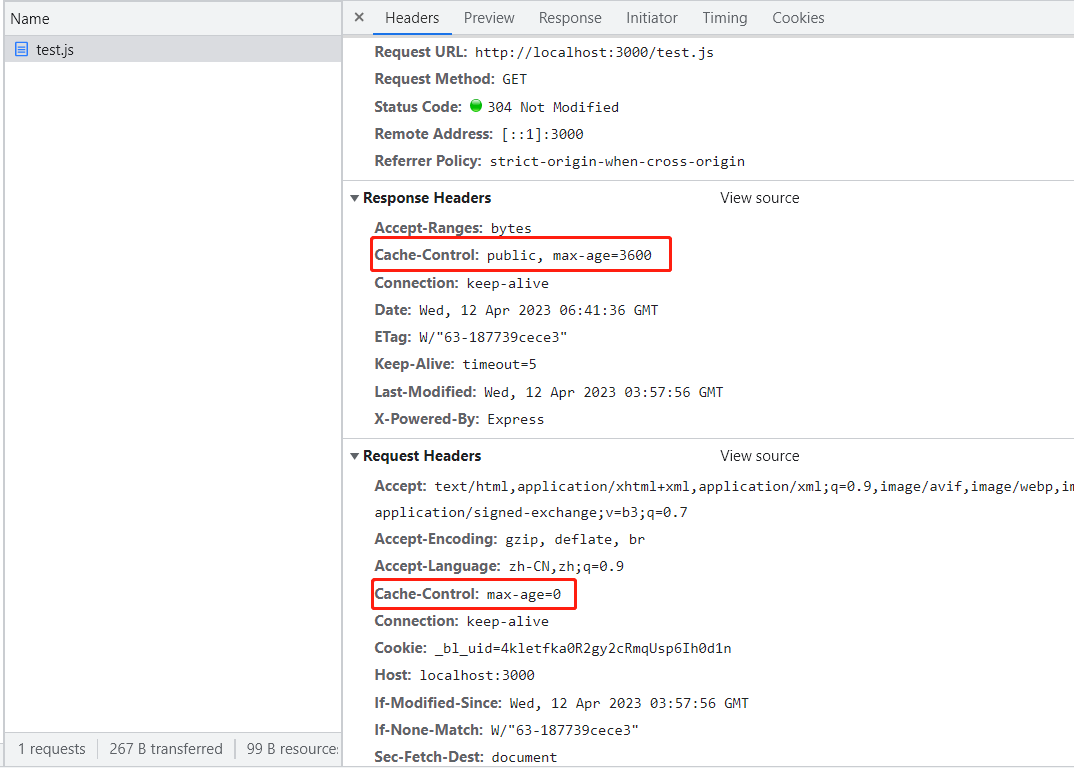 Name
test.js
1 requests
267 B transferred
99 B resource
Headers
Preview
Response
Initiator
Timing
Cookies
Request URL: http://localhost:3000/test.js
Request Method: GET
Status Code: 304 Not Modified
Remote Address: [::1]:3000
Referrer Policy: strict-origin-when-cross-origin
Response Headers
View source
Accept-Ranges: bytes
Cache-Control: public, max-age=3600
Connection: keep-alive
Date: Wed, 12 Apr 2023 06:41:36 GMT
ETag: W/"63-187739cece3"
Keep-Alive: timeout=5
Last-Modified: Wed, 12 Apr 2023 03:57:56 GMT
X-Powered-By: Express
Request Headers
View source
Accept: text/html,application/xhtml+xml,application/xml;q=0.9,image/avif,image/webp,im
application/signed-exchange;v=b3;q=0.7
Accept-Encoding: gzip, deflate, br
Accept-Language: zh-CN,zh;q=0.9
Cache-Control: max-age=0
Connection: keep-alive
Cookie: _bl_uid=4kletfka0R2gy2cRmqUsp6Ih0d1n
Host: localhost:3000
If-Modified-Since: Wed, 12 Apr 2023 03:57:56 GMT
If-None-Match: W/"63-187739cece3"
Sec-Fetch-Dest: document